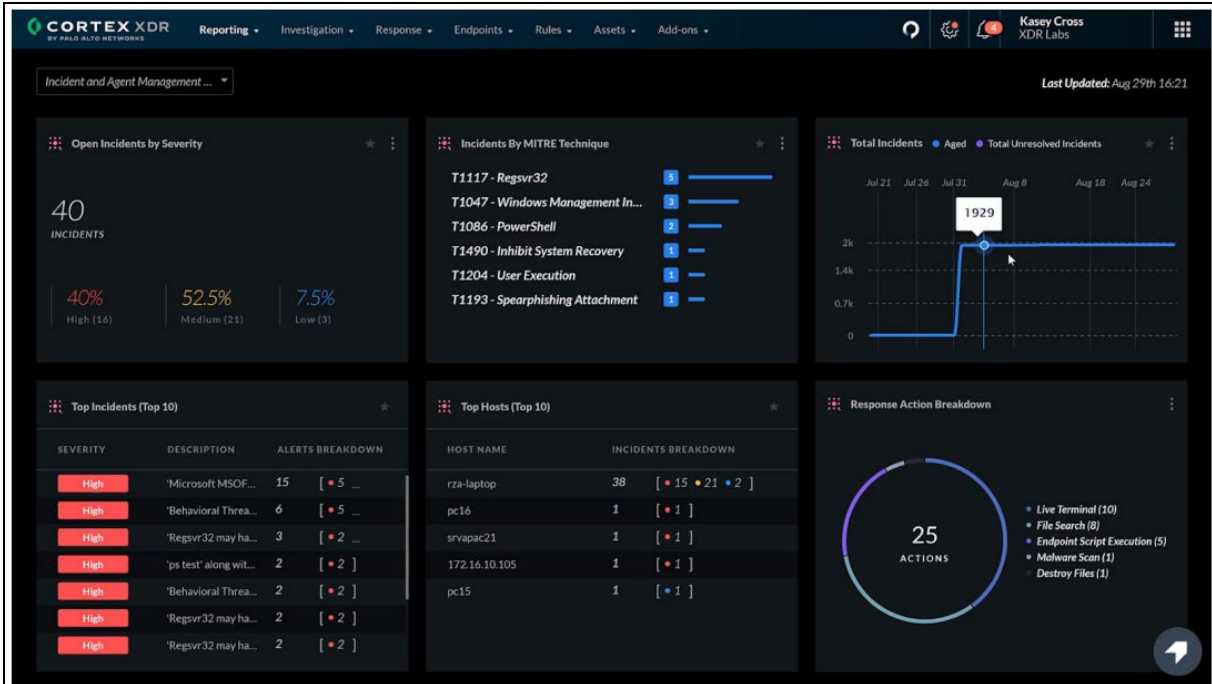 CORTEX XDR
BY PALO ALTO NETWORKS
Reporting
Investigation
Response
Endpoints
Rules
Assets
Add-ons
4
Kasey Cross
XDR Labs
Incident and Agent Management ...
Last Updated: Aug 29th 16:21
Open Incidents by Severity
40
INCIDENTS
40% 52.5% 7.5%
High (16) Medium (21) Low (3)
Incidents By MITRE Technique
T1117 - Regsvr32 5
T1047 - Windows Management In... 3
T1086 - PowerShell 2
T1490 - Inhibit System Recovery 1
T1204 - User Execution 1
T1193 - Spearphishing Attachment 1
Total Incidents Aged Total Unresolved Incidents
Jul 21 Jul 26 Jul 31 Aug 8 Aug 18 Aug 24
1929
2k
1.4k
0.7k
0
Top Incidents (Top 10)
SEVERITY DESCRIPTION ALERTS BREAKDOWN
High 'Microsoft MSOF... 15 [ • 5 ...
High 'Behavioral Threa... 6 [ • 5 ...
High 'Regsvr32 may ha... 3 [ • 2 ...
High 'ps test' along wit... 2 [ • 2 ]
High 'Behavioral Threa... 2 [ • 2 ]
High 'Regsvr32 may ha... 2 [ • 2 ]
High 'Regsvr32 may ha... 2 [ • 2 ]
Top Hosts (Top 10)
HOST NAME INCIDENTS BREAKDOWN
rza-laptop 38 [ • 15 • 21 • 2 ]
pc16 1 [ • 1 ]
srvapac21 1 [ • 1 ]
172.16.10.105 1 [ • 1 ]
pc15 1 [ • 1 ]
Response Action Breakdown
25
ACTIONS
Live Terminal (10)
File Search (8)
Endpoint Script Execution (5)
Malware Scan (1)
Destroy Files (1)